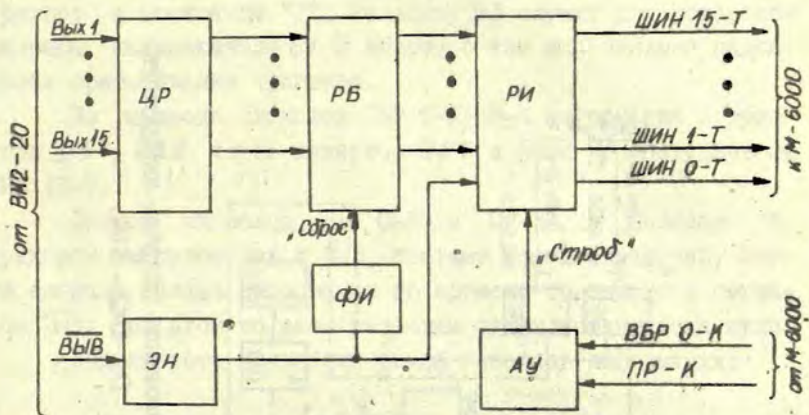 Вых 1
ЦР
РБ
РИ
ШИН 15-Т
Вых 15
ШИН 1-Т
ШИН 0-Т
от ВИ2-20
к М-6000
„Сброс"
„Строб"
ФИ
ВЫВ
ЭН
АУ
ВБР 0-К
ПР-К
от М-6000